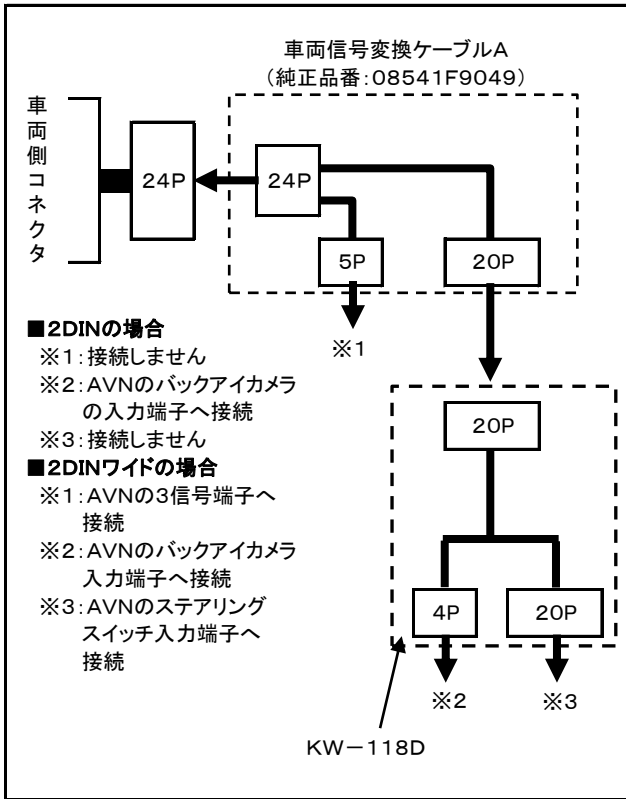 車両信号変換ケーブルA
(純正品番:08541F9049)
車両側コネクタ
24P
24P
5P
20P
※1
■2DINの場合
※1:接続しません
※2:AVNのバックアイカメラ
の入力端子へ接続
※3:接続しません
■2DINワイドの場合
※1:AVNの3信号端子へ
接続
※2:AVNのバックアイカメラ
入力端子へ接続
※3:AVNのステアリング
スイッチ入力端子へ
接続
20P
4P
20P
※2
※3
KW-118D